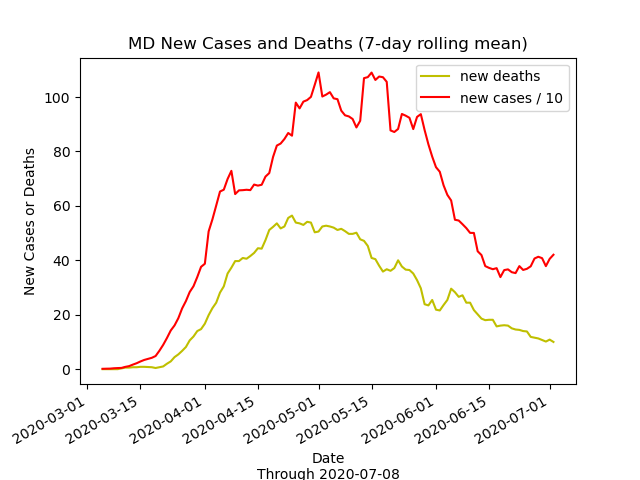 MD New Cases and Deaths (7-day rolling mean)
new deaths
new cases / 10
New Cases or Deaths
100
80
60
40
20
0
2020-03-01
2020-03-15
2020-04-01
2020-04-15
2020-05-01
2020-05-15
2020-06-01
2020-06-15
2020-07-01
Date
Through 2020-07-08